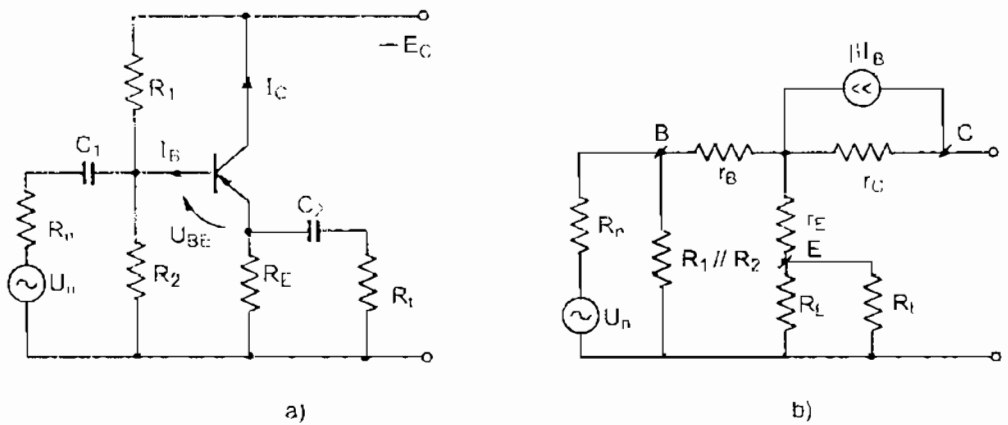 − E_C
R_1
I_C
C_1
I_B
C_2
R_n
U_BE
R_2
R_E
R_t
U_n
a)
βI_B
B
C
r_B
r_C
R_n
r_E
E
R_1 // R_2
R_E
R_t
U_n
b)